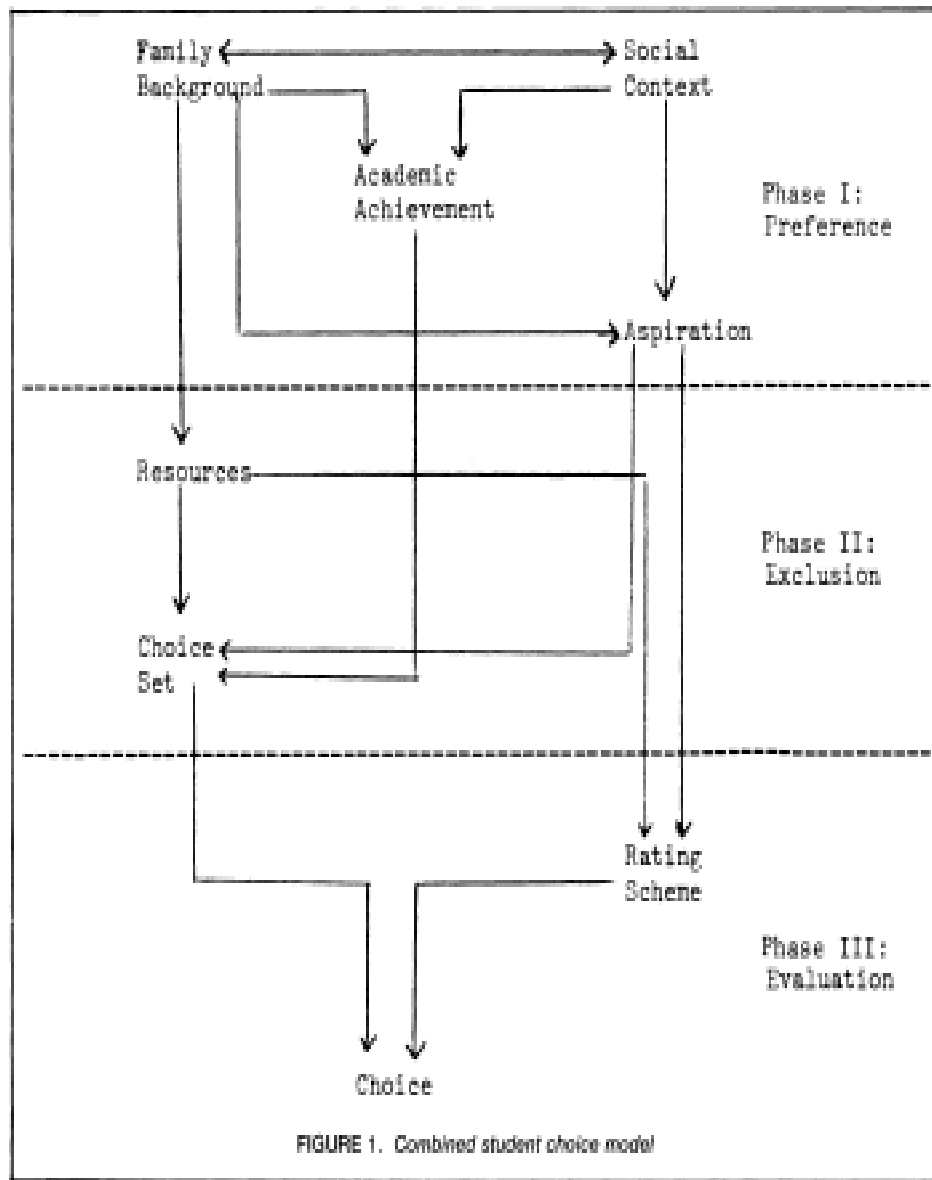 Family
Background
Social
Context
Academic
Achievement
Phase I:
Preference
Aspiration
Resources
Phase II:
Exclusion
Choice
Set
Rating
Scheme
Phase III:
Evaluation
Choice
FIGURE 1. Combined student choice model